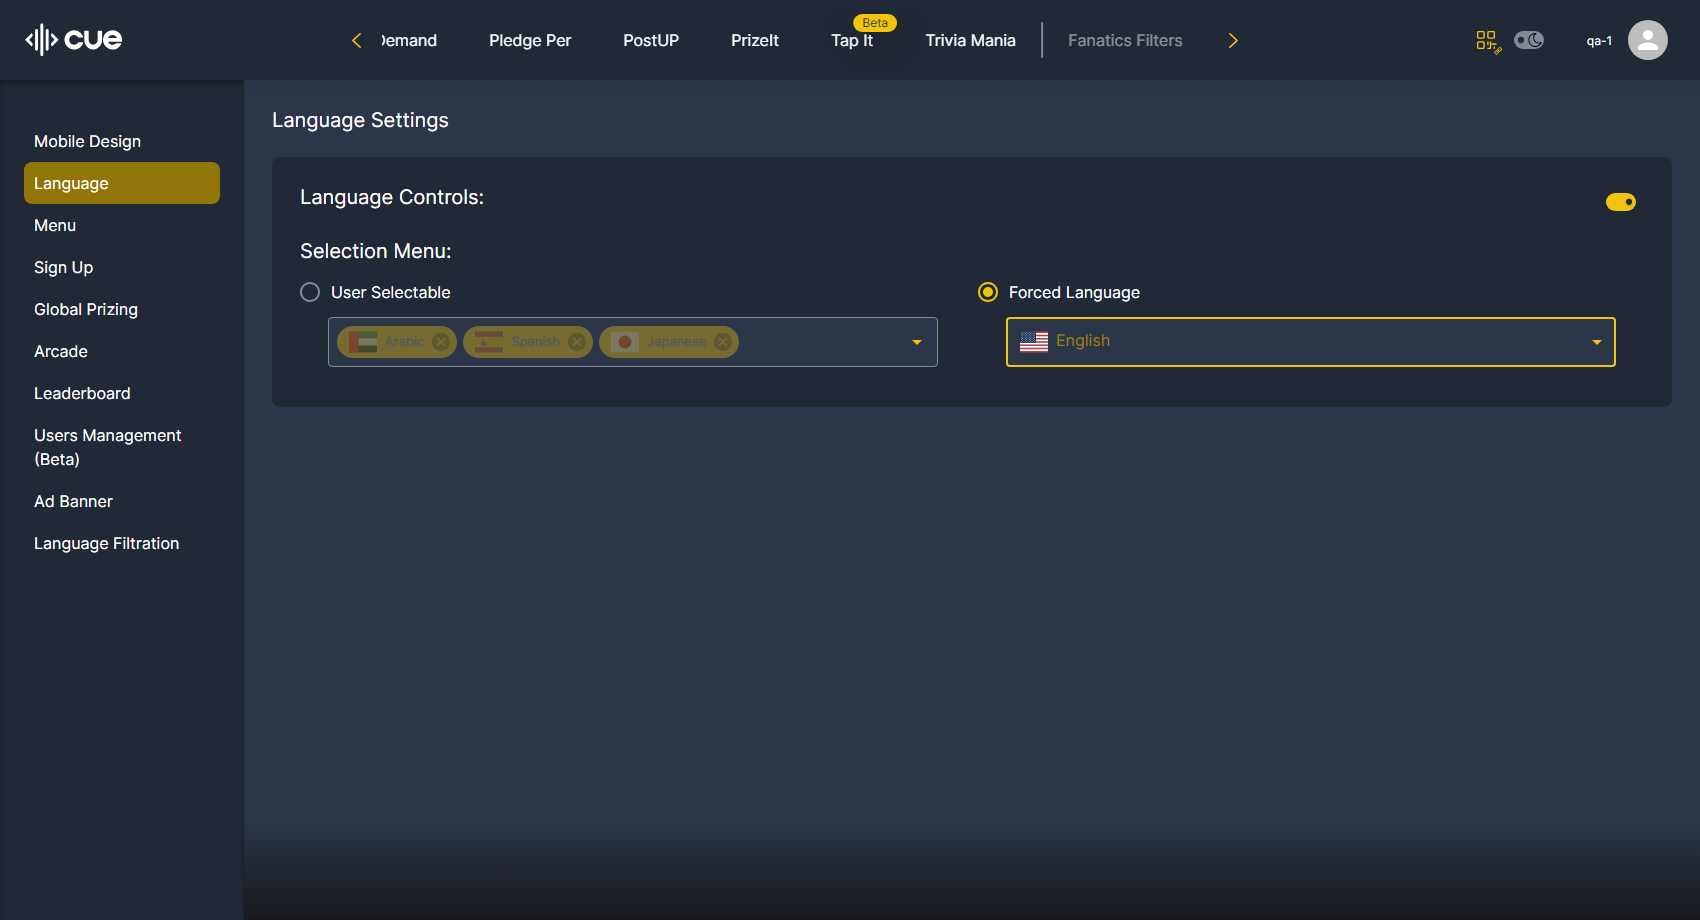 cue
Demand
Pledge Per
PostUP
PrizeIt
Beta
Tap It
Trivia Mania
Fanatics Filters
qa-1
Mobile Design
Language
Menu
Sign Up
Global Prizing
Arcade
Leaderboard
Users Management
(Beta)
Ad Banner
Language Filtration
Language Settings
Language Controls:
Selection Menu:
User Selectable
Arabic
Spanish
Japanese
Forced Language
English